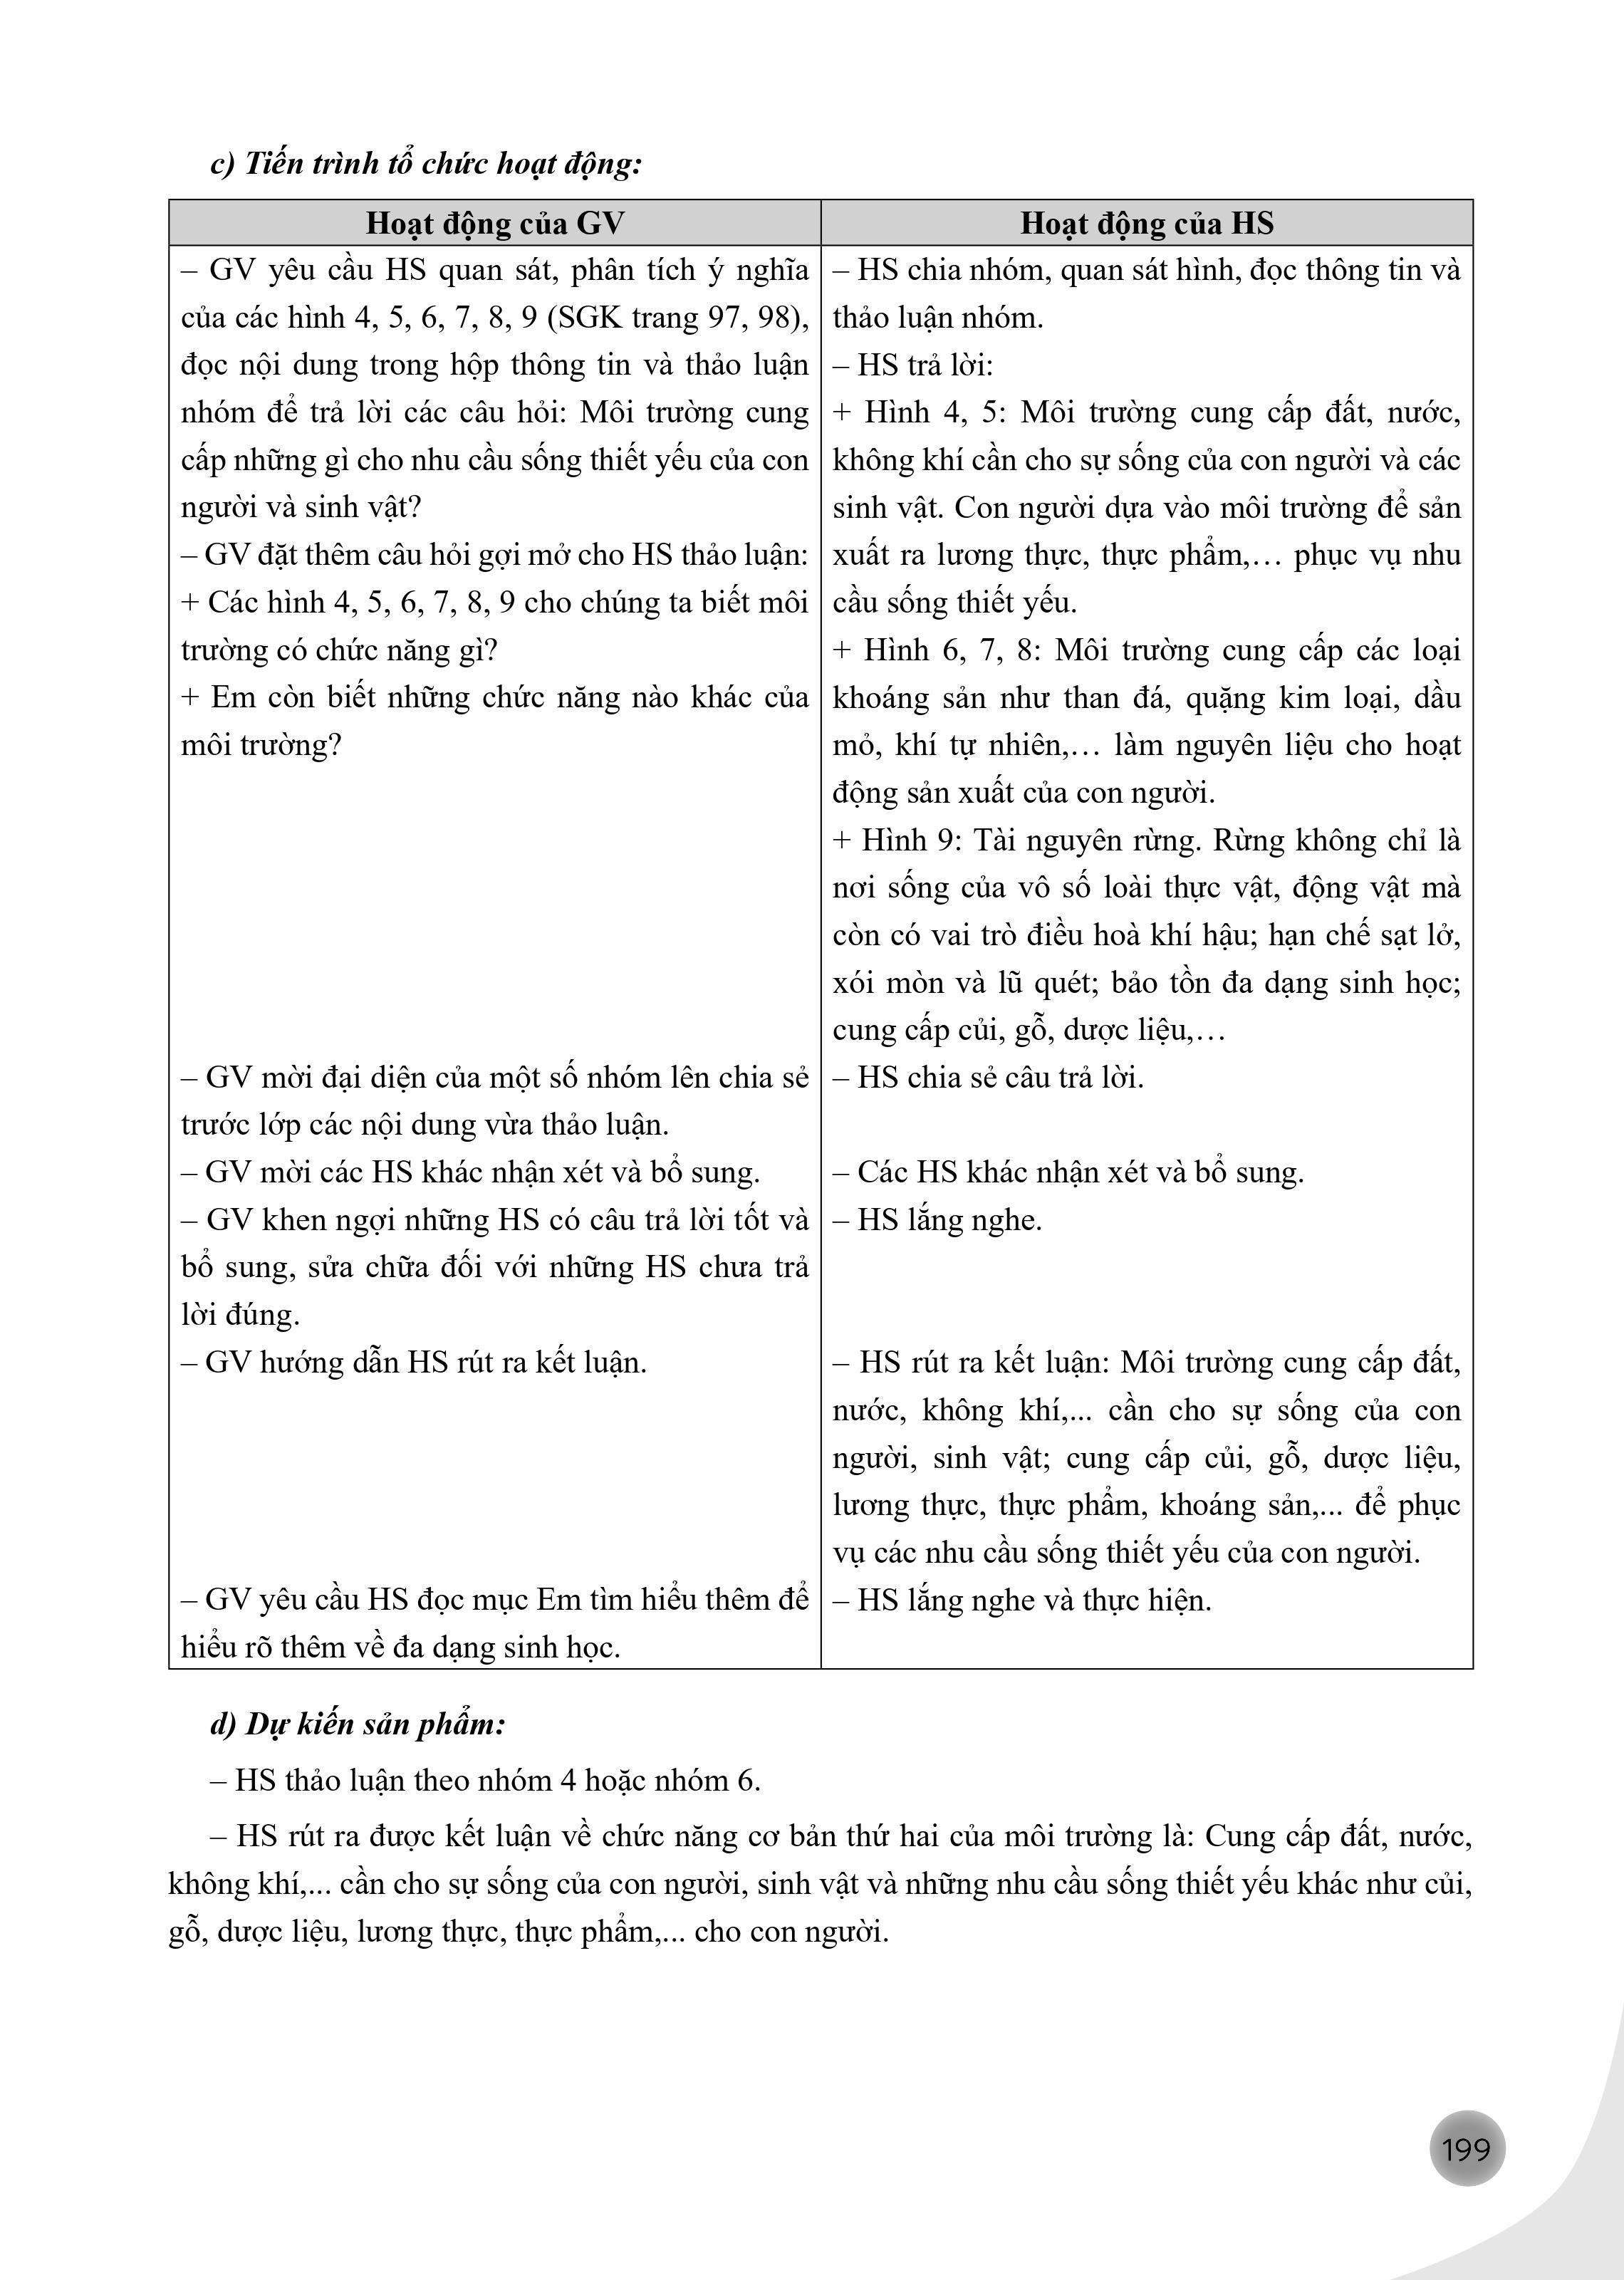 c) Tiến trình tổ chức hoạt động:
Hoạt động của GV
– GV yêu cầu HS quan sát, phân tích ý nghĩa
của các hình 4, 5, 6, 7, 8, 9 (SGK trang 97, 98),
đọc nội dung trong hộp thông tin và thảo luận
nhóm để trả lời các câu hỏi: Môi trường cung
cấp những gì cho nhu cầu sống thiết yếu của con
người và sinh vật?
– GV đặt thêm câu hỏi gợi mở cho HS thảo luận:
+ Các hình 4, 5, 6, 7, 8, 9 cho chúng ta biết môi
trường có chức năng gì?
+ Em còn biết những chức năng nào khác của
môi trường?
– GV mời đại diện của một số nhóm lên chia sẻ
trước lớp các nội dung vừa thảo luận.
– GV mời các HS khác nhận xét và bổ sung.
– GV khen ngợi những HS có câu trả lời tốt và
bổ sung, sửa chữa đối với những HS chưa trả
lời đúng.
– GV hướng dẫn HS rút ra kết luận.
– GV yêu cầu HS đọc mục Em tìm hiểu thêm để
hiểu rõ thêm về đa dạng sinh học.
Hoạt động của HS
– HS chia nhóm, quan sát hình, đọc thông tin và
thảo luận nhóm.
– HS trả lời:
+ Hình 4, 5: Môi trường cung cấp đất, nước,
không khí cần cho sự sống của con người và các
sinh vật. Con người dựa vào môi trường để sản
xuất ra lương thực, thực phẩm,… phục vụ nhu
cầu sống thiết yếu.
+ Hình 6, 7, 8: Môi trường cung cấp các loại
khoáng sản như than đá, quặng kim loại, dầu
mỏ, khí tự nhiên,… làm nguyên liệu cho hoạt
động sản xuất của con người.
+ Hình 9: Tài nguyên rừng. Rừng không chỉ là
nơi sống của vô số loài thực vật, động vật mà
còn có vai trò điều hoà khí hậu; hạn chế sạt lở,
xói mòn và lũ quét; bảo tồn đa dạng sinh học;
cung cấp củi, gỗ, dược liệu,…
– HS chia sẻ câu trả lời.
– Các HS khác nhận xét và bổ sung.
– HS lắng nghe.
– HS rút ra kết luận: Môi trường cung cấp đất,
nước, không khí,... cần cho sự sống của con
người, sinh vật; cung cấp củi, gỗ, dược liệu,
lương thực, thực phẩm, khoáng sản,... để phục
vụ các nhu cầu sống thiết yếu của con người.
– HS lắng nghe và thực hiện.
d) Dự kiến sản phẩm:
– HS thảo luận theo nhóm 4 hoặc nhóm 6.
– HS rút ra được kết luận về chức năng cơ bản thứ hai của môi trường là: Cung cấp đất, nước,
không khí,... cần cho sự sống của con người, sinh vật và những nhu cầu sống thiết yếu khác như củi,
gỗ, dược liệu, lương thực, thực phẩm,... cho con người.
199